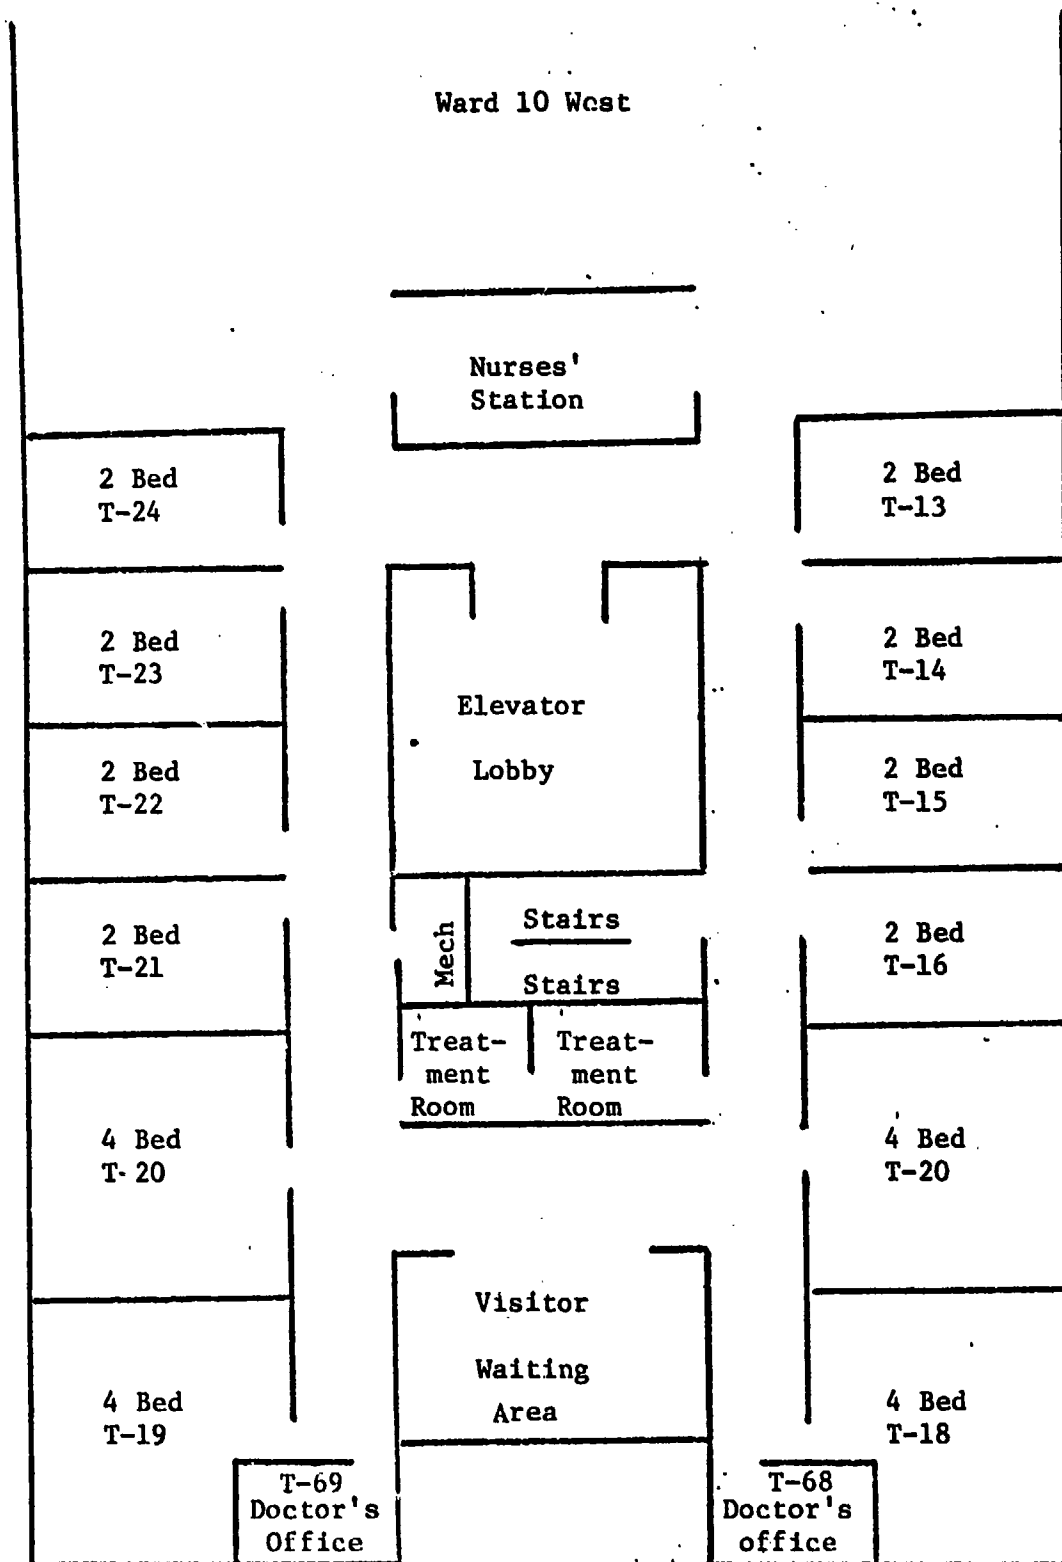 Ward 10 West
Nurses'
Station
2 Bed
T-24
2 Bed
T-13
2 Bed
T-23
2 Bed
T-14
Elevator
Lobby
2 Bed
T-22
2 Bed
T-15
2 Bed
T-21
Mech
Stairs
Stairs
2 Bed
T-16
Treat-
ment
Room
Treat-
ment
Room
4 Bed
T-20
4 Bed
T-20
Visitor
Waiting
Area
4 Bed
T-19
4 Bed
T-18
T-69
Doctor's
Office
T-68
Doctor's
office